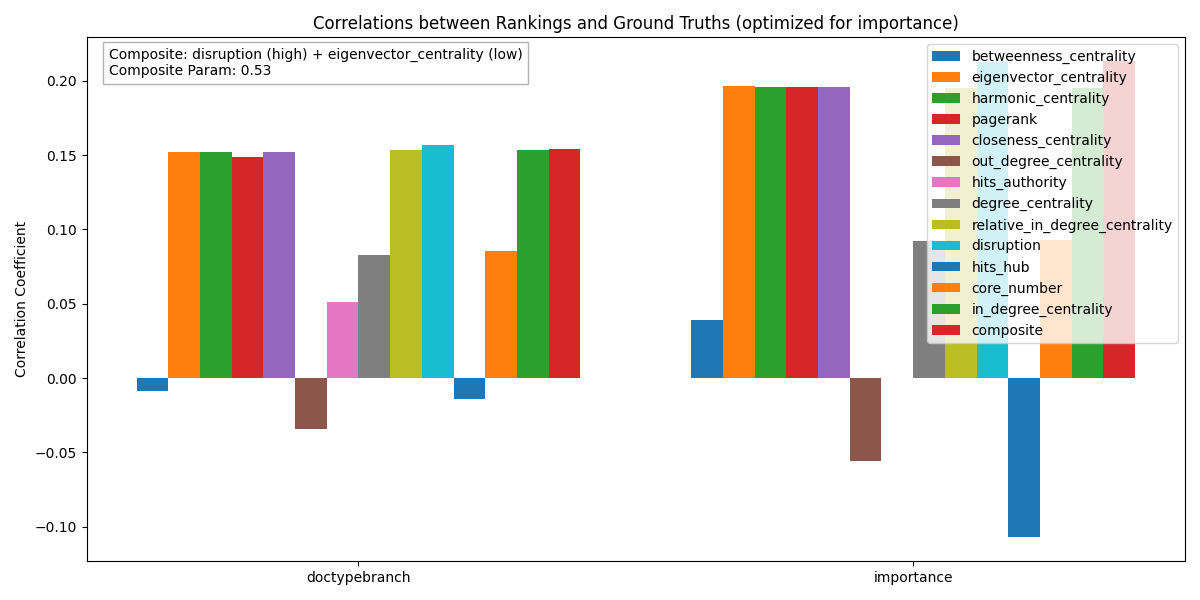 Correlations between Rankings and Ground Truths (optimized for importance)
Composite: disruption (high) + eigenvector_centrality (low)
Composite Param: 0.53
betweenness_centrality
eigenvector_centrality
harmonic_centrality
pagerank
closeness_centrality
out_degree_centrality
hits_authority
degree_centrality
relative_in_degree_centrality
disruption
hits_hub
core_number
in_degree_centrality
composite
Correlation Coefficient
0.20
0.15
0.10
0.05
0.00
−0.05
−0.10
doctypebranch
importance